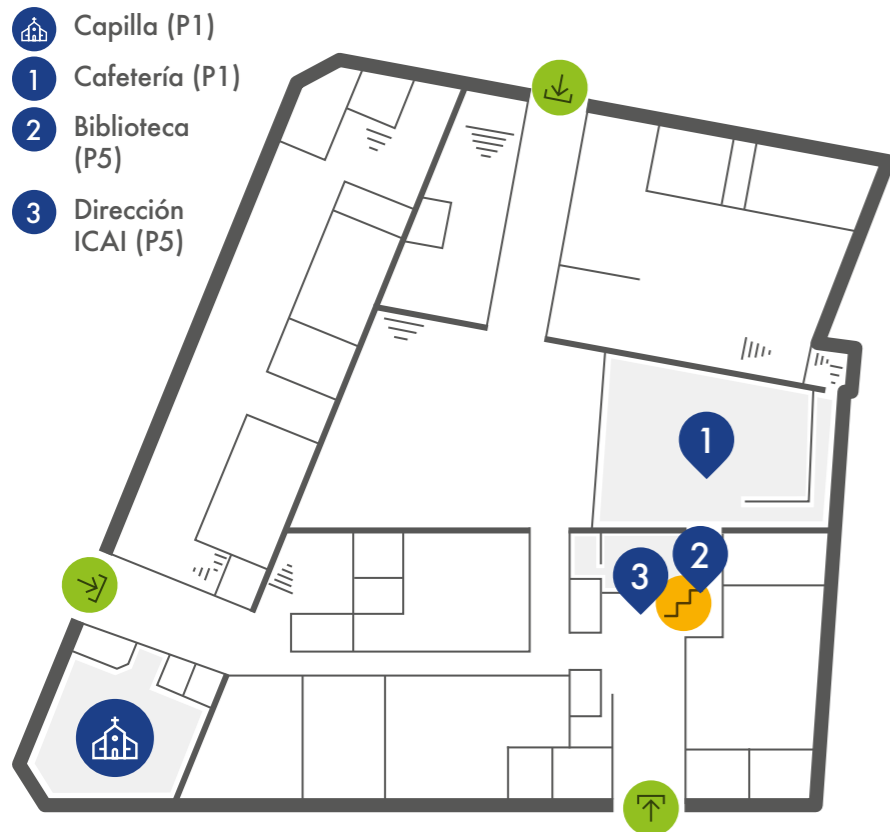 Capilla (P1)
1 Cafetería (P1)
2 Biblioteca
(P5)
3 Dirección
ICAI (P5)
1
2
3